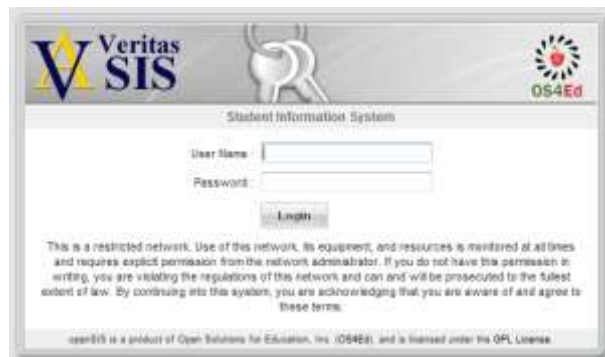 Veritas
SIS
OS4Ed
Student Information System
User Name :
Password :
Login
This is a restricted network. Use of this network, its equipment, and resources is monitored at all times
and requires explicit permission from the network administrator. If you do not have this permission in
writing, you are violating the regulations of this network and can and will be prosecuted to the fullest
extent of law. By continuing into this system, you are acknowledging that you are aware of and agree to
these terms.
openSIS is a product of Open Solutions for Education, Inc. (OS4Ed). and is licensed under the GPL License.